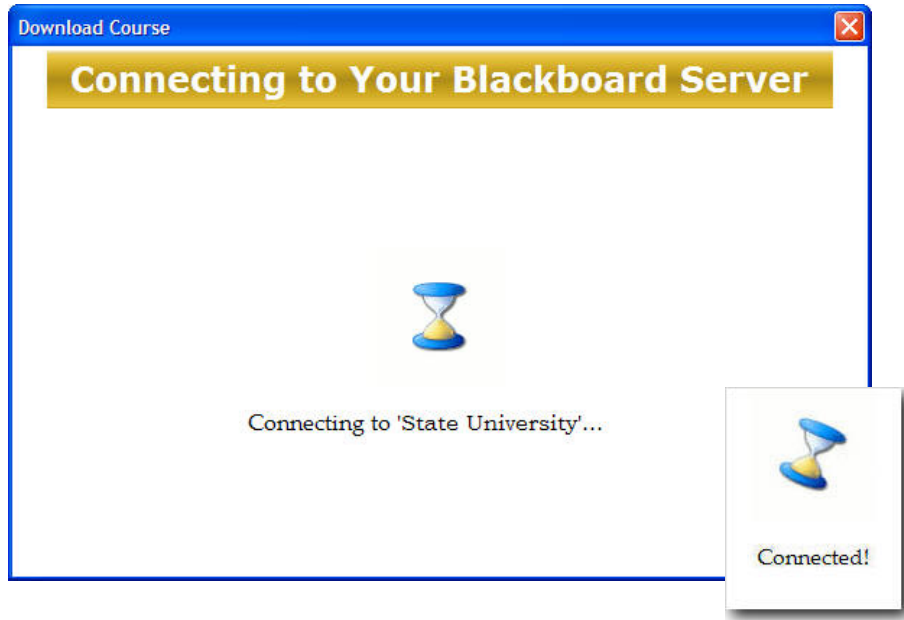 Download Course
Connecting to Your Blackboard Server
Connecting to 'State University'...
Connected!